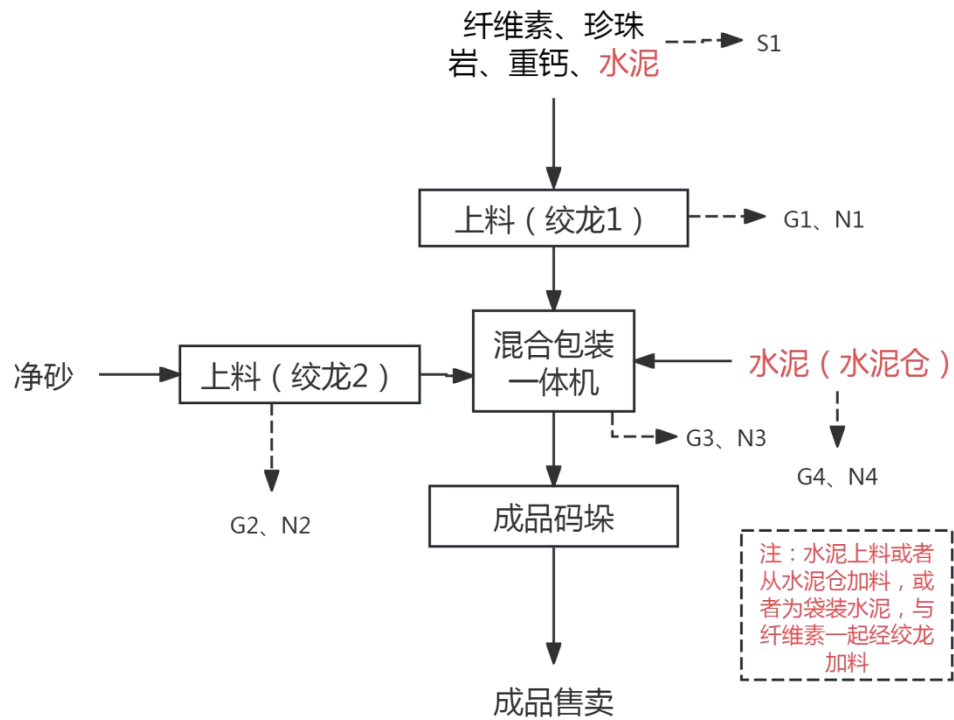 纤维素、珍珠
岩、重钙、水泥
S1
上料（绞龙1）
G1、N1
净砂
上料（绞龙2）
混合包装
一体机
水泥（水泥仓）
G3、N3
G4、N4
G2、N2
成品码垛
注：水泥上料或者
从水泥仓加料，或
者为袋装水泥，与
纤维素一起经绞龙
加料
成品售卖